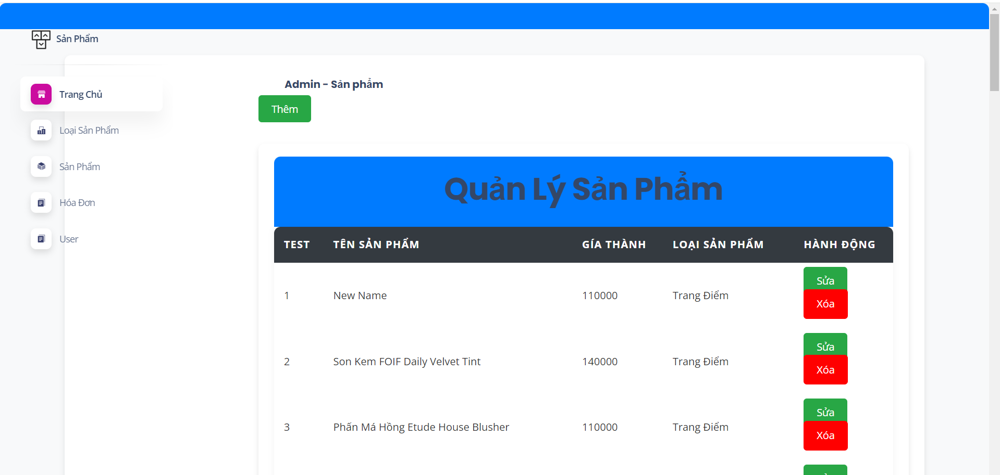 Sản Phẩm
Trang Chủ
Loại Sản Phẩm
Sản Phẩm
Hóa Đơn
User
Admin - Sản phẩm
Thêm
Quản Lý Sản Phẩm
TEST TÊN SẢN PHẨM GÍA THÀNH LOẠI SẢN PHẨM HÀNH ĐỘNG
1 New Name 110000 Trang Điểm Sửa
Xóa
2 Son Kem FOIF Daily Velvet Tint 140000 Trang Điểm Sửa
Xóa
3 Phấn Má Hồng Etude House Blusher 110000 Trang Điểm Sửa
Xóa